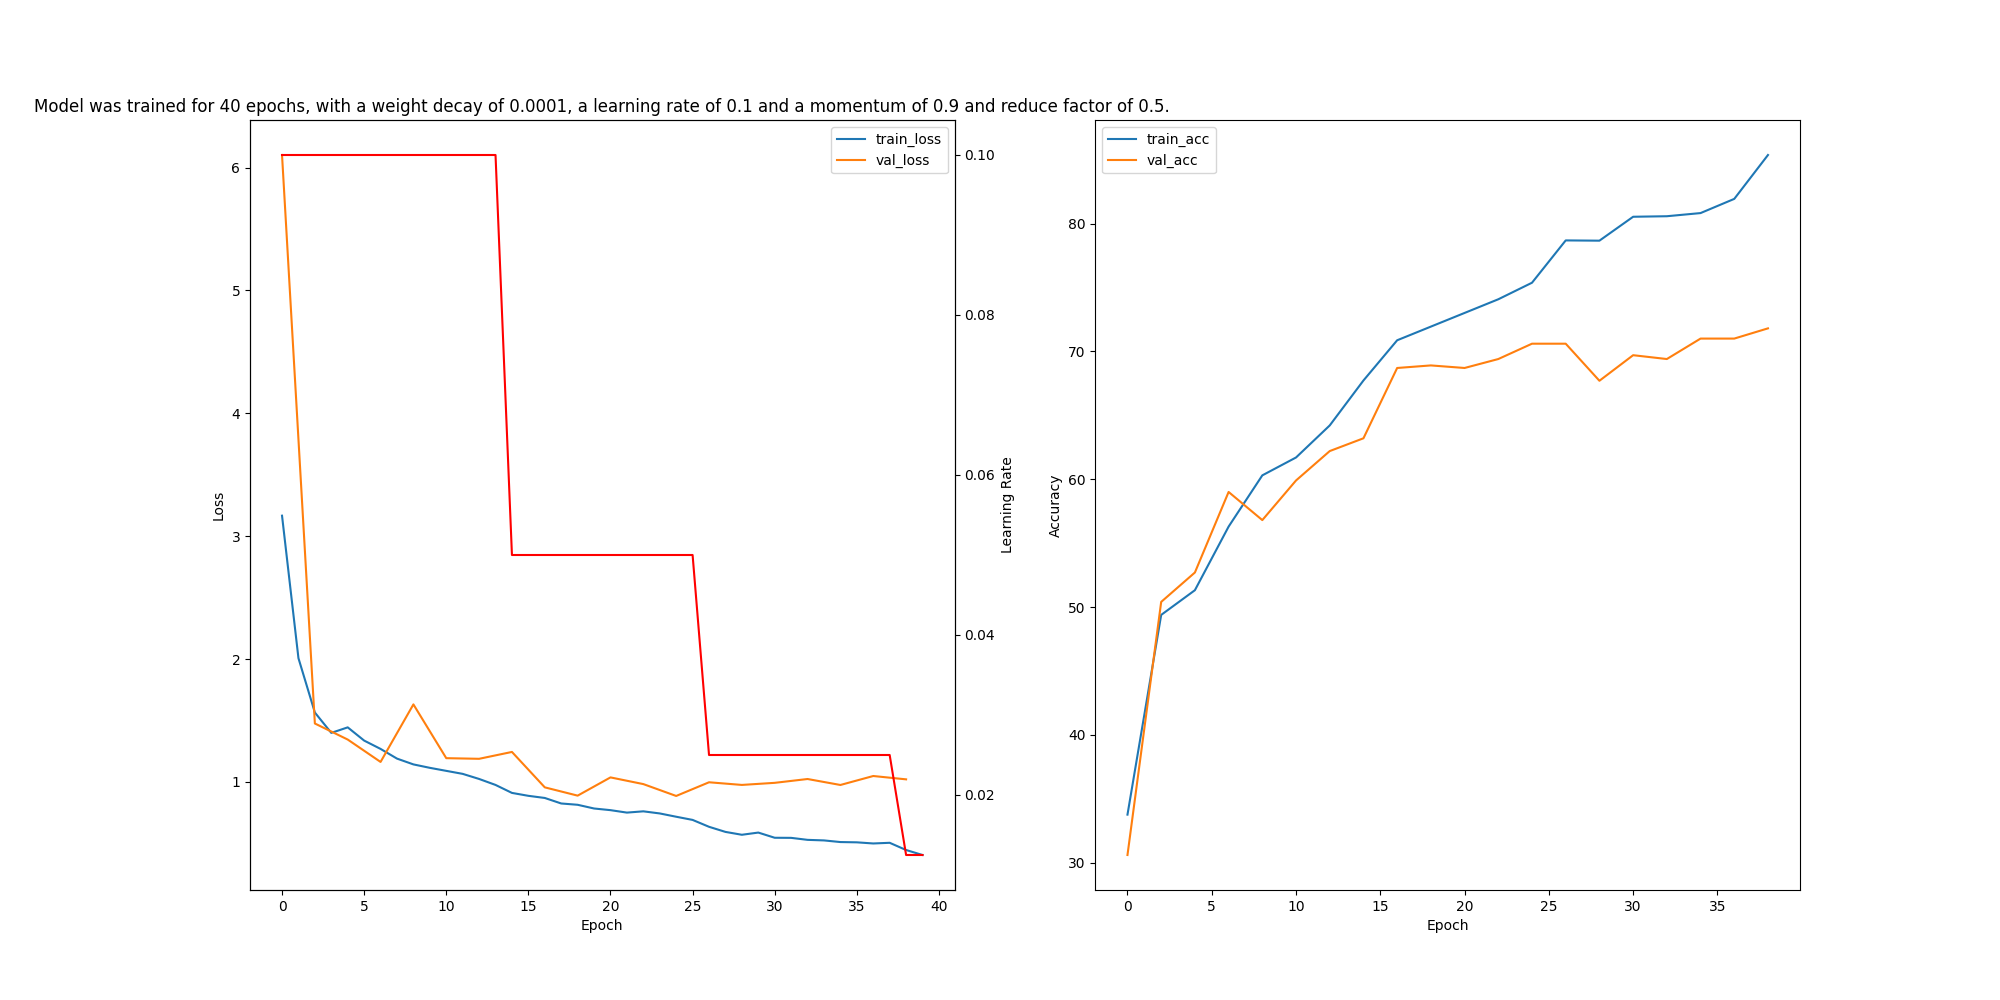 Model was trained for 40 epochs, with a weight decay of 0.0001, a learning rate of 0.1 and a momentum of 0.9 and reduce factor of 0.5.
train_loss
val_loss
6
5
4
3
2
1
Loss
0 5 10 15 20 25 30 35 40
Epoch
0.10
0.08
0.06
0.04
0.02
Learning Rate
train_acc
val_acc
80
70
60
50
40
30
Accuracy
0 5 10 15 20 25 30 35
Epoch